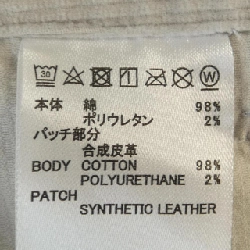 本体 綿 98%
ポリウレタン 2%
パッチ部分
合成皮革
BODY COTTON 98%
POLYURETHANE 2%
PATCH
SYNTHETIC LEATHER